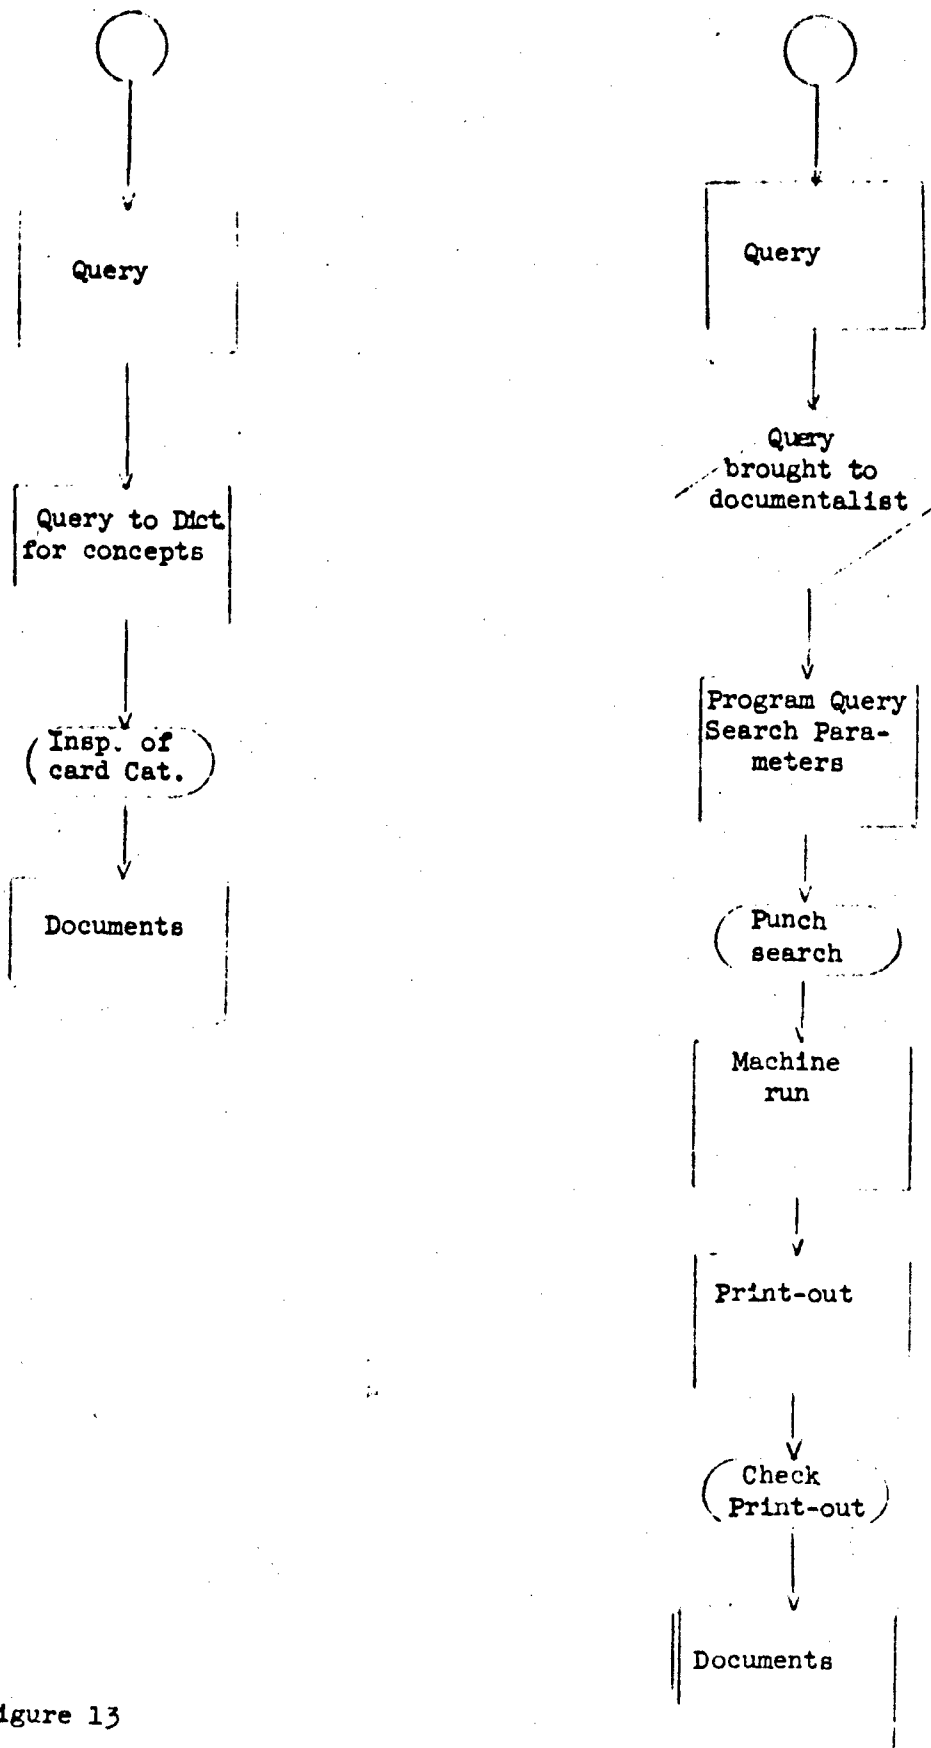 Query
Query to Dict
for concepts
Insp. of
card Cat.
Documents
Query
Query
brought to
documentalist
Program Query
Search Para-
meters
Punch
search
Machine
run
Print-out
Check
Print-out
Documents
igure 13